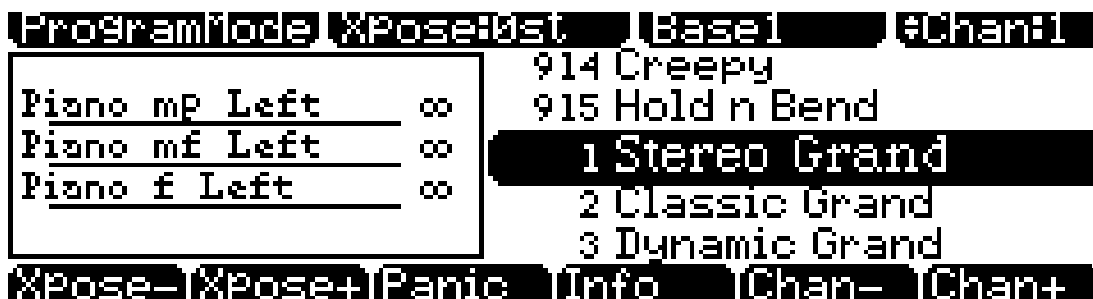 ProgramMode Xpose:0st Base1 Chan:1
Piano mp Left ∞
Piano mf Left ∞
Piano f Left ∞
914 Creepy
915 Hold n Bend
1 Stereo Grand
2 Classic Grand
3 Dynamic Grand
Xpose- Xpose+ Panic Info Chan- Chan+